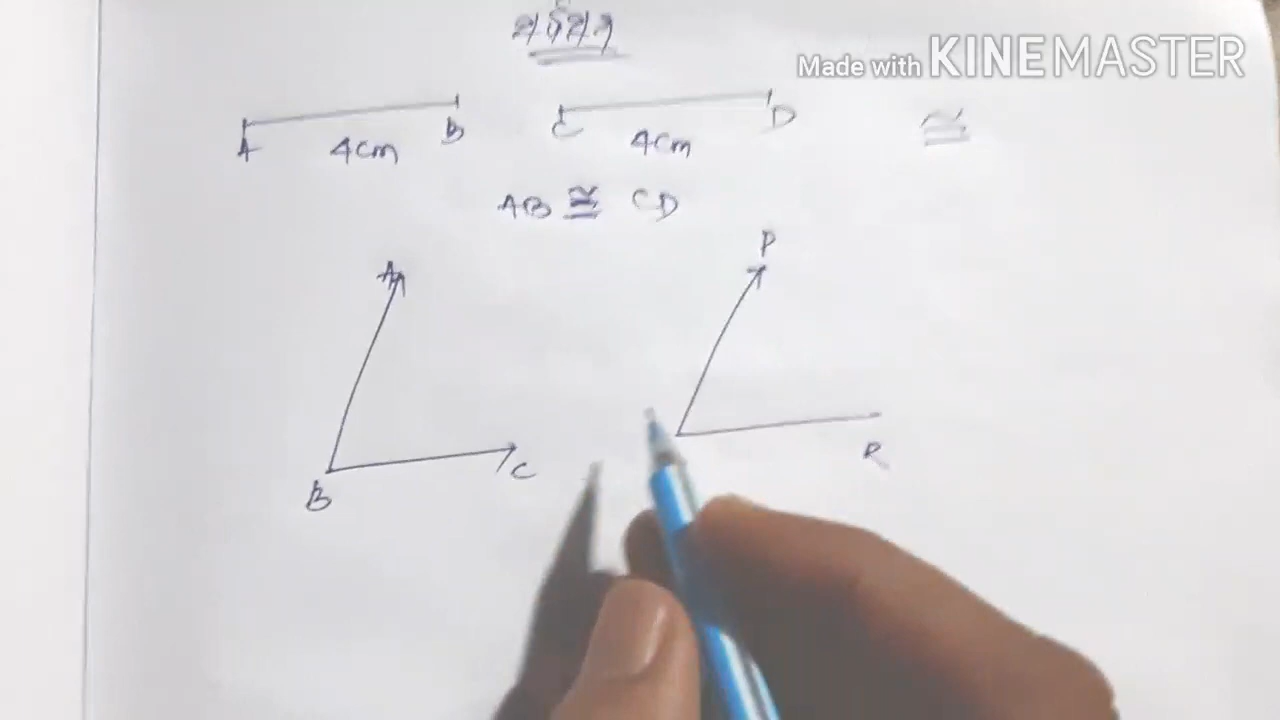 Made with KINEMASTER
A B C D
4cm 4cm
≅
AB ≅ CD
A P
B C R